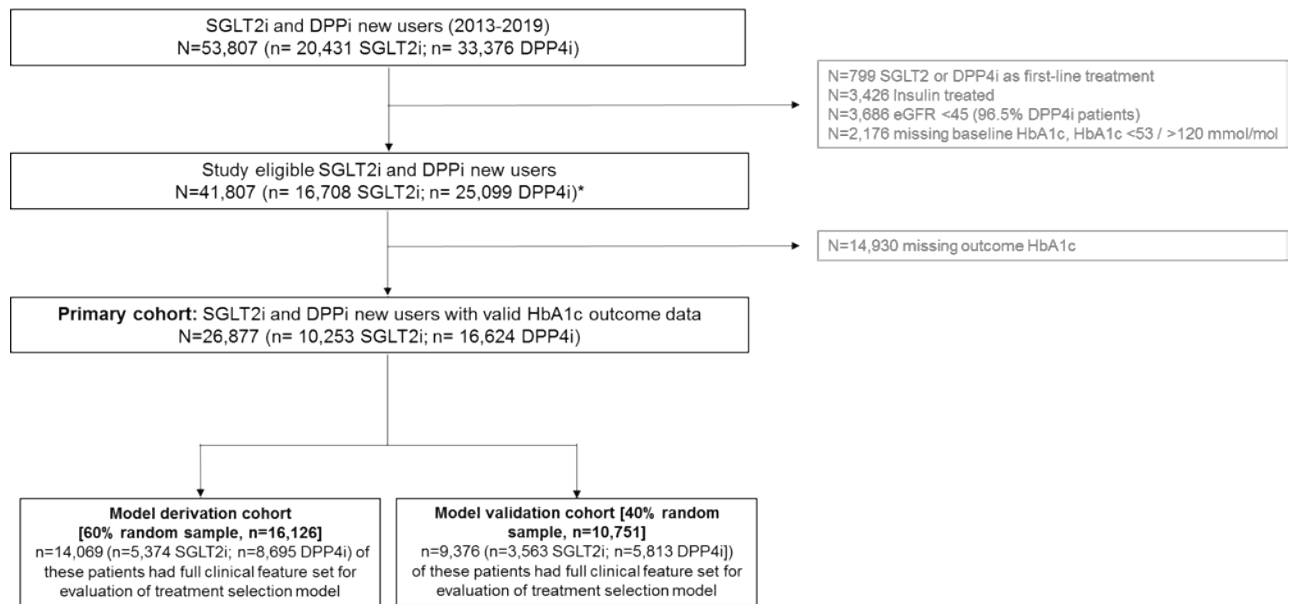 SGLT2i and DPPi new users (2013-2019)
N=53,807 (n= 20,431 SGLT2i; n= 33,376 DPP4i)
N=799 SGLT2 or DPP4i as first-line treatment
N=3,426 Insulin treated
N=3,686 eGFR <45 (96.5% DPP4i patients)
N=2,176 missing baseline HbA1c, HbA1c <53 / >120 mmol/mol
Study eligible SGLT2i and DPPi new users
N=41,807 (n= 16,708 SGLT2i; n= 25,099 DPP4i)*
N=14,930 missing outcome HbA1c
Primary cohort: SGLT2i and DPPi new users with valid HbA1c outcome data
N=26,877 (n= 10,253 SGLT2i; n= 16,624 DPP4i)
Model derivation cohort
[60% random sample, n=16,126]
n=14,069 (n=5,374 SGLT2i; n=8,695 DPP4i) of
these patients had full clinical feature set for
evaluation of treatment selection model
Model validation cohort [40% random
sample, n=10,751]
n=9,376 (n=3,563 SGLT2i; n=5,813 DPP4i])
of these patients had full clinical feature set for
evaluation of treatment selection model